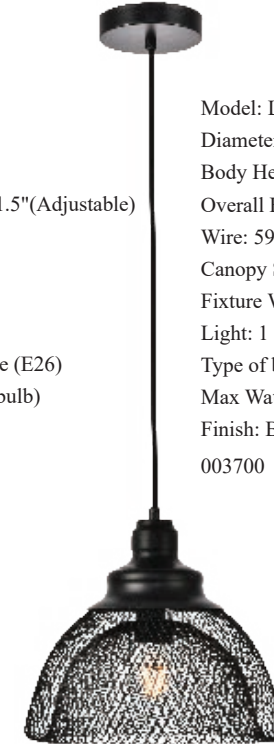 1.5"(Adjustable)
e (E26)
bulb)
Model:
Diameter
Body He
Overall
Wire: 59
Canopy
Fixture
Light: 1
Type of
Max Wa
Finish:
003700